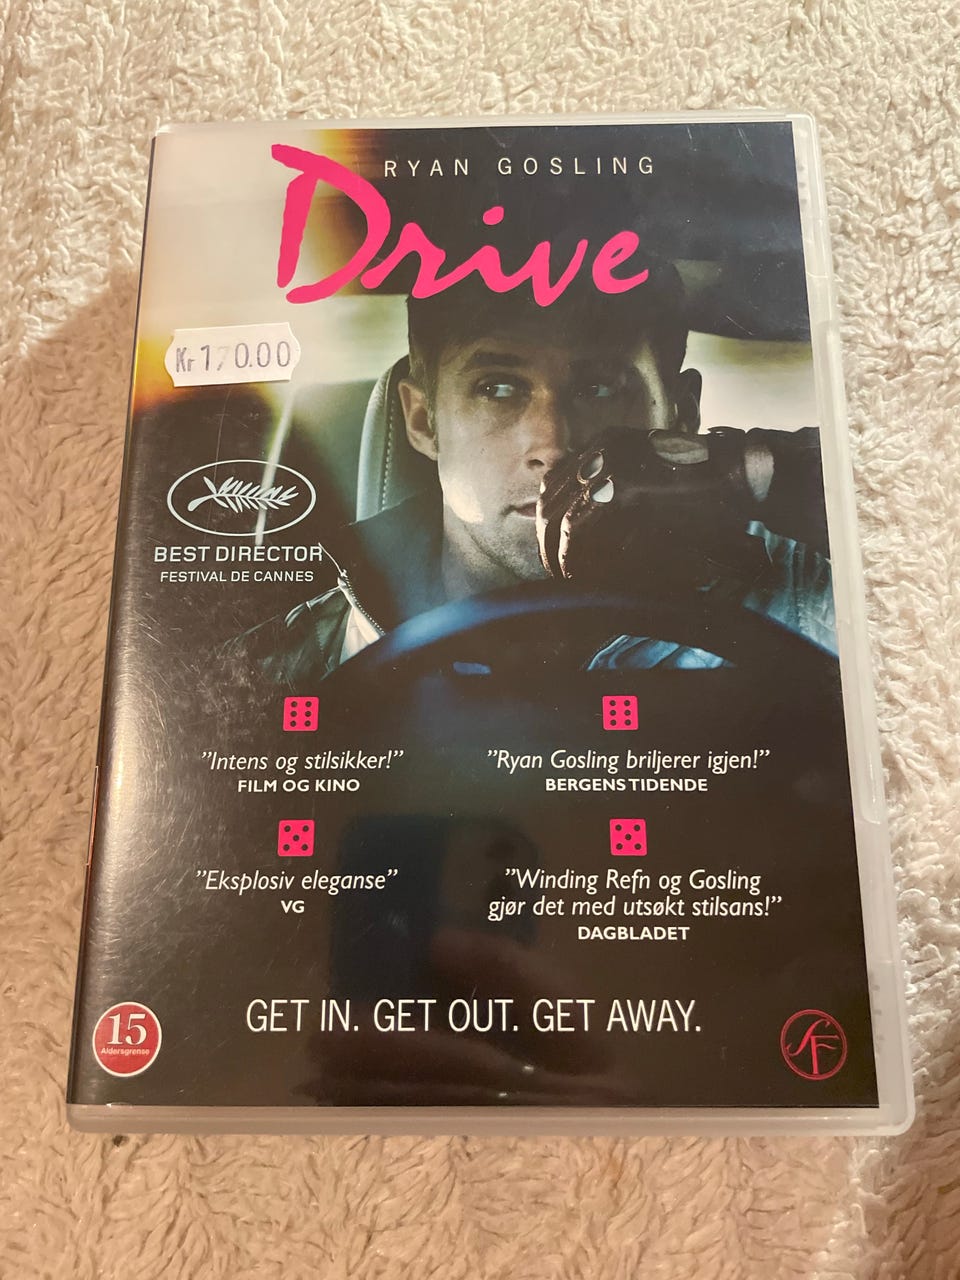 RYAN GOSLING
Drive
Kr 170.00
BEST DIRECTOR
FESTIVAL DE CANNES
”Intens og stilsikker!”
FILM OG KINO
”Ryan Gosling briljerer igjen!”
BERGENS TIDENDE
”Eksplosiv eleganse”
VG
”Winding Refn og Gosling
gjør det med utsøkt stilsans!”
DAGBLADET
GET IN. GET OUT. GET AWAY.
15
Aldersgrense
SF